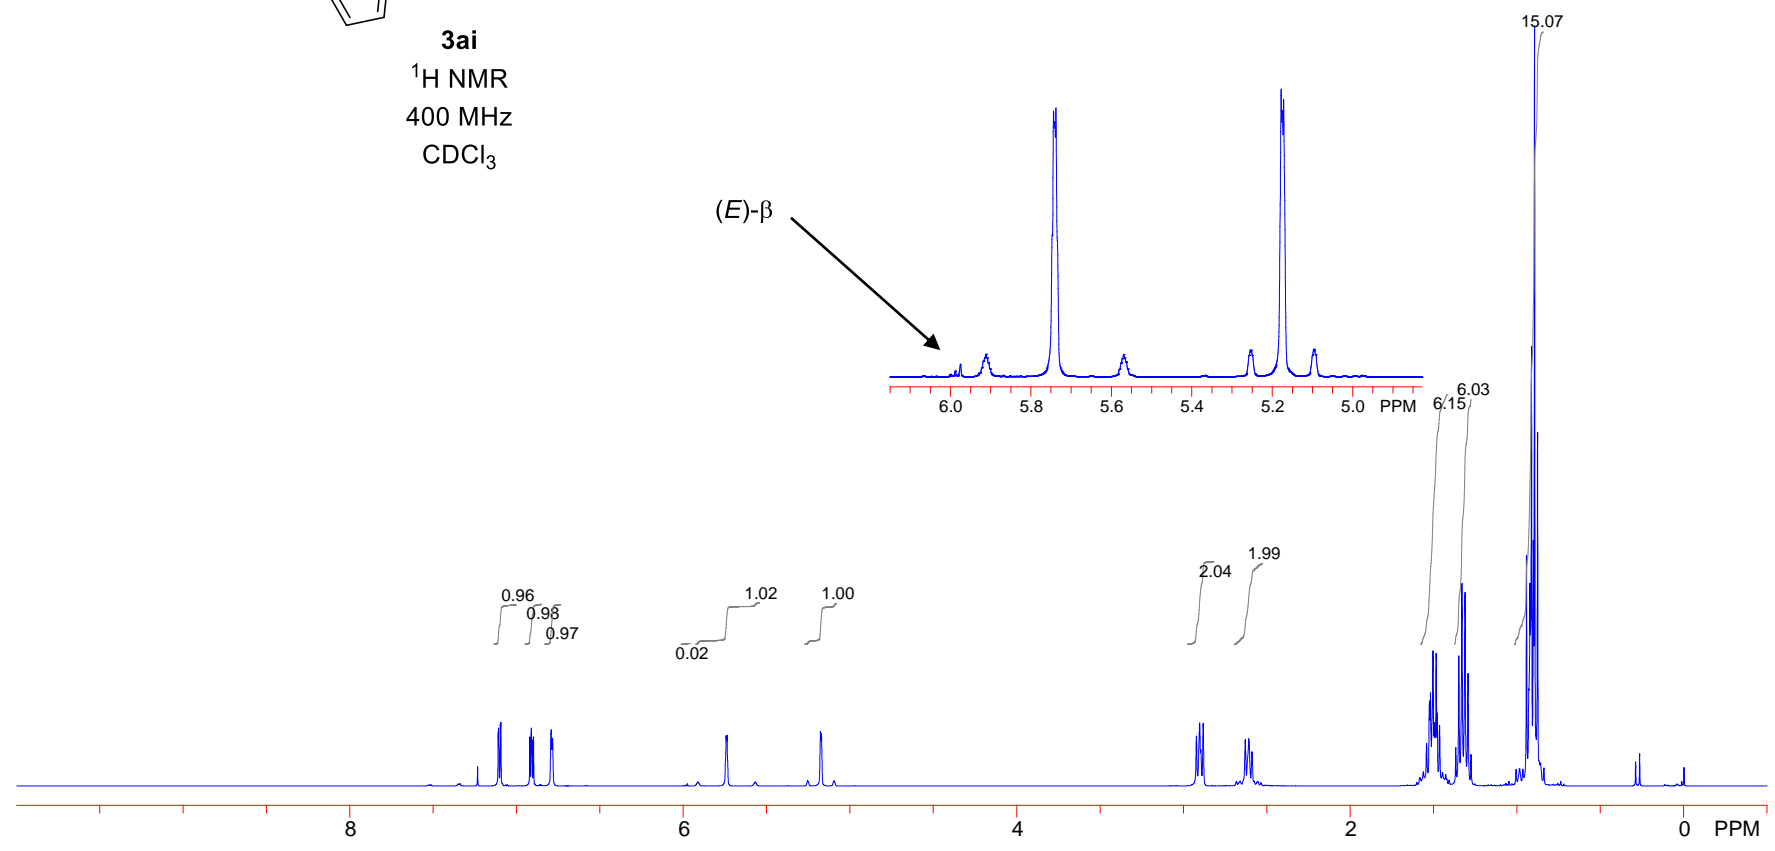 15.07
3ai
¹H NMR
400 MHz
CDCl₃
(E)-β
6.0 5.8 5.6 5.4 5.2 5.0 PPM
6.15 6.03
0.96 0.98 0.97 0.02 1.02 1.00 2.04 1.99
8 6 4 2 0 PPM